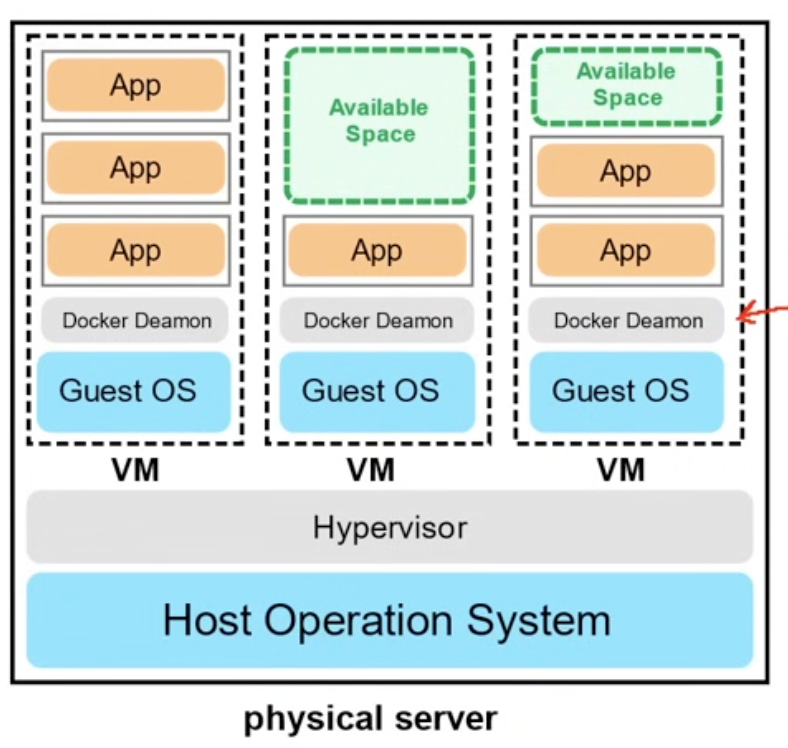 App
App
App
Docker Deamon
Guest OS
VM
Available
Space
App
Docker Deamon
Guest OS
VM
Available
Space
App
App
Docker Deamon
Guest OS
VM
Hypervisor
Host Operation System
physical server